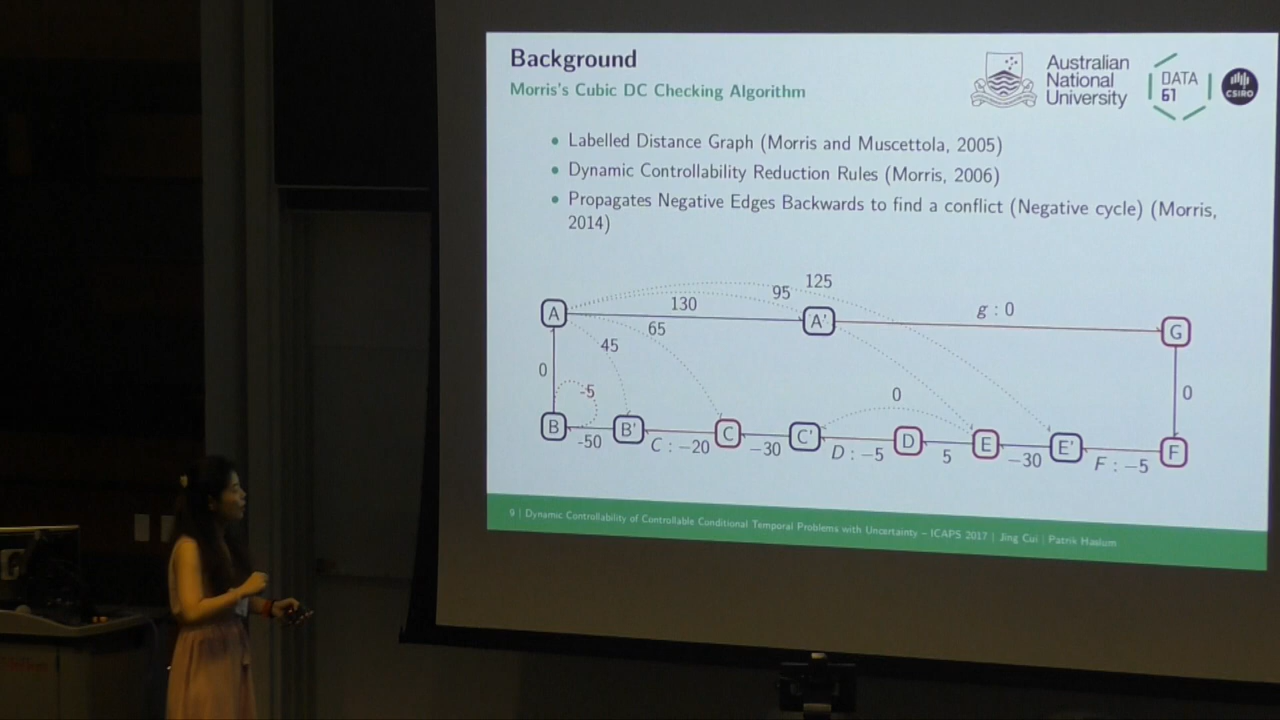 Background
Morris's Cubic DC Checking Algorithm
Australian
National
University
DATA
61
CSIRO
• Labelled Distance Graph (Morris and Muscettola, 2005)
• Dynamic Controllability Reduction Rules (Morris, 2006)
• Propagates Negative Edges Backwards to find a conflict (Negative cycle) (Morris,
2014)
125
95
130
g : 0
A
A'
G
65
45
0
-5
0
0
B
B'
C
C'
D
E
E'
F
-50
C : −20
−30
D : −5
5
−30
F : −5
9 | Dynamic Controllability of Controllable Conditional Temporal Problems with Uncertainty – ICAPS 2017 | Jing Cui | Patrik Haslum